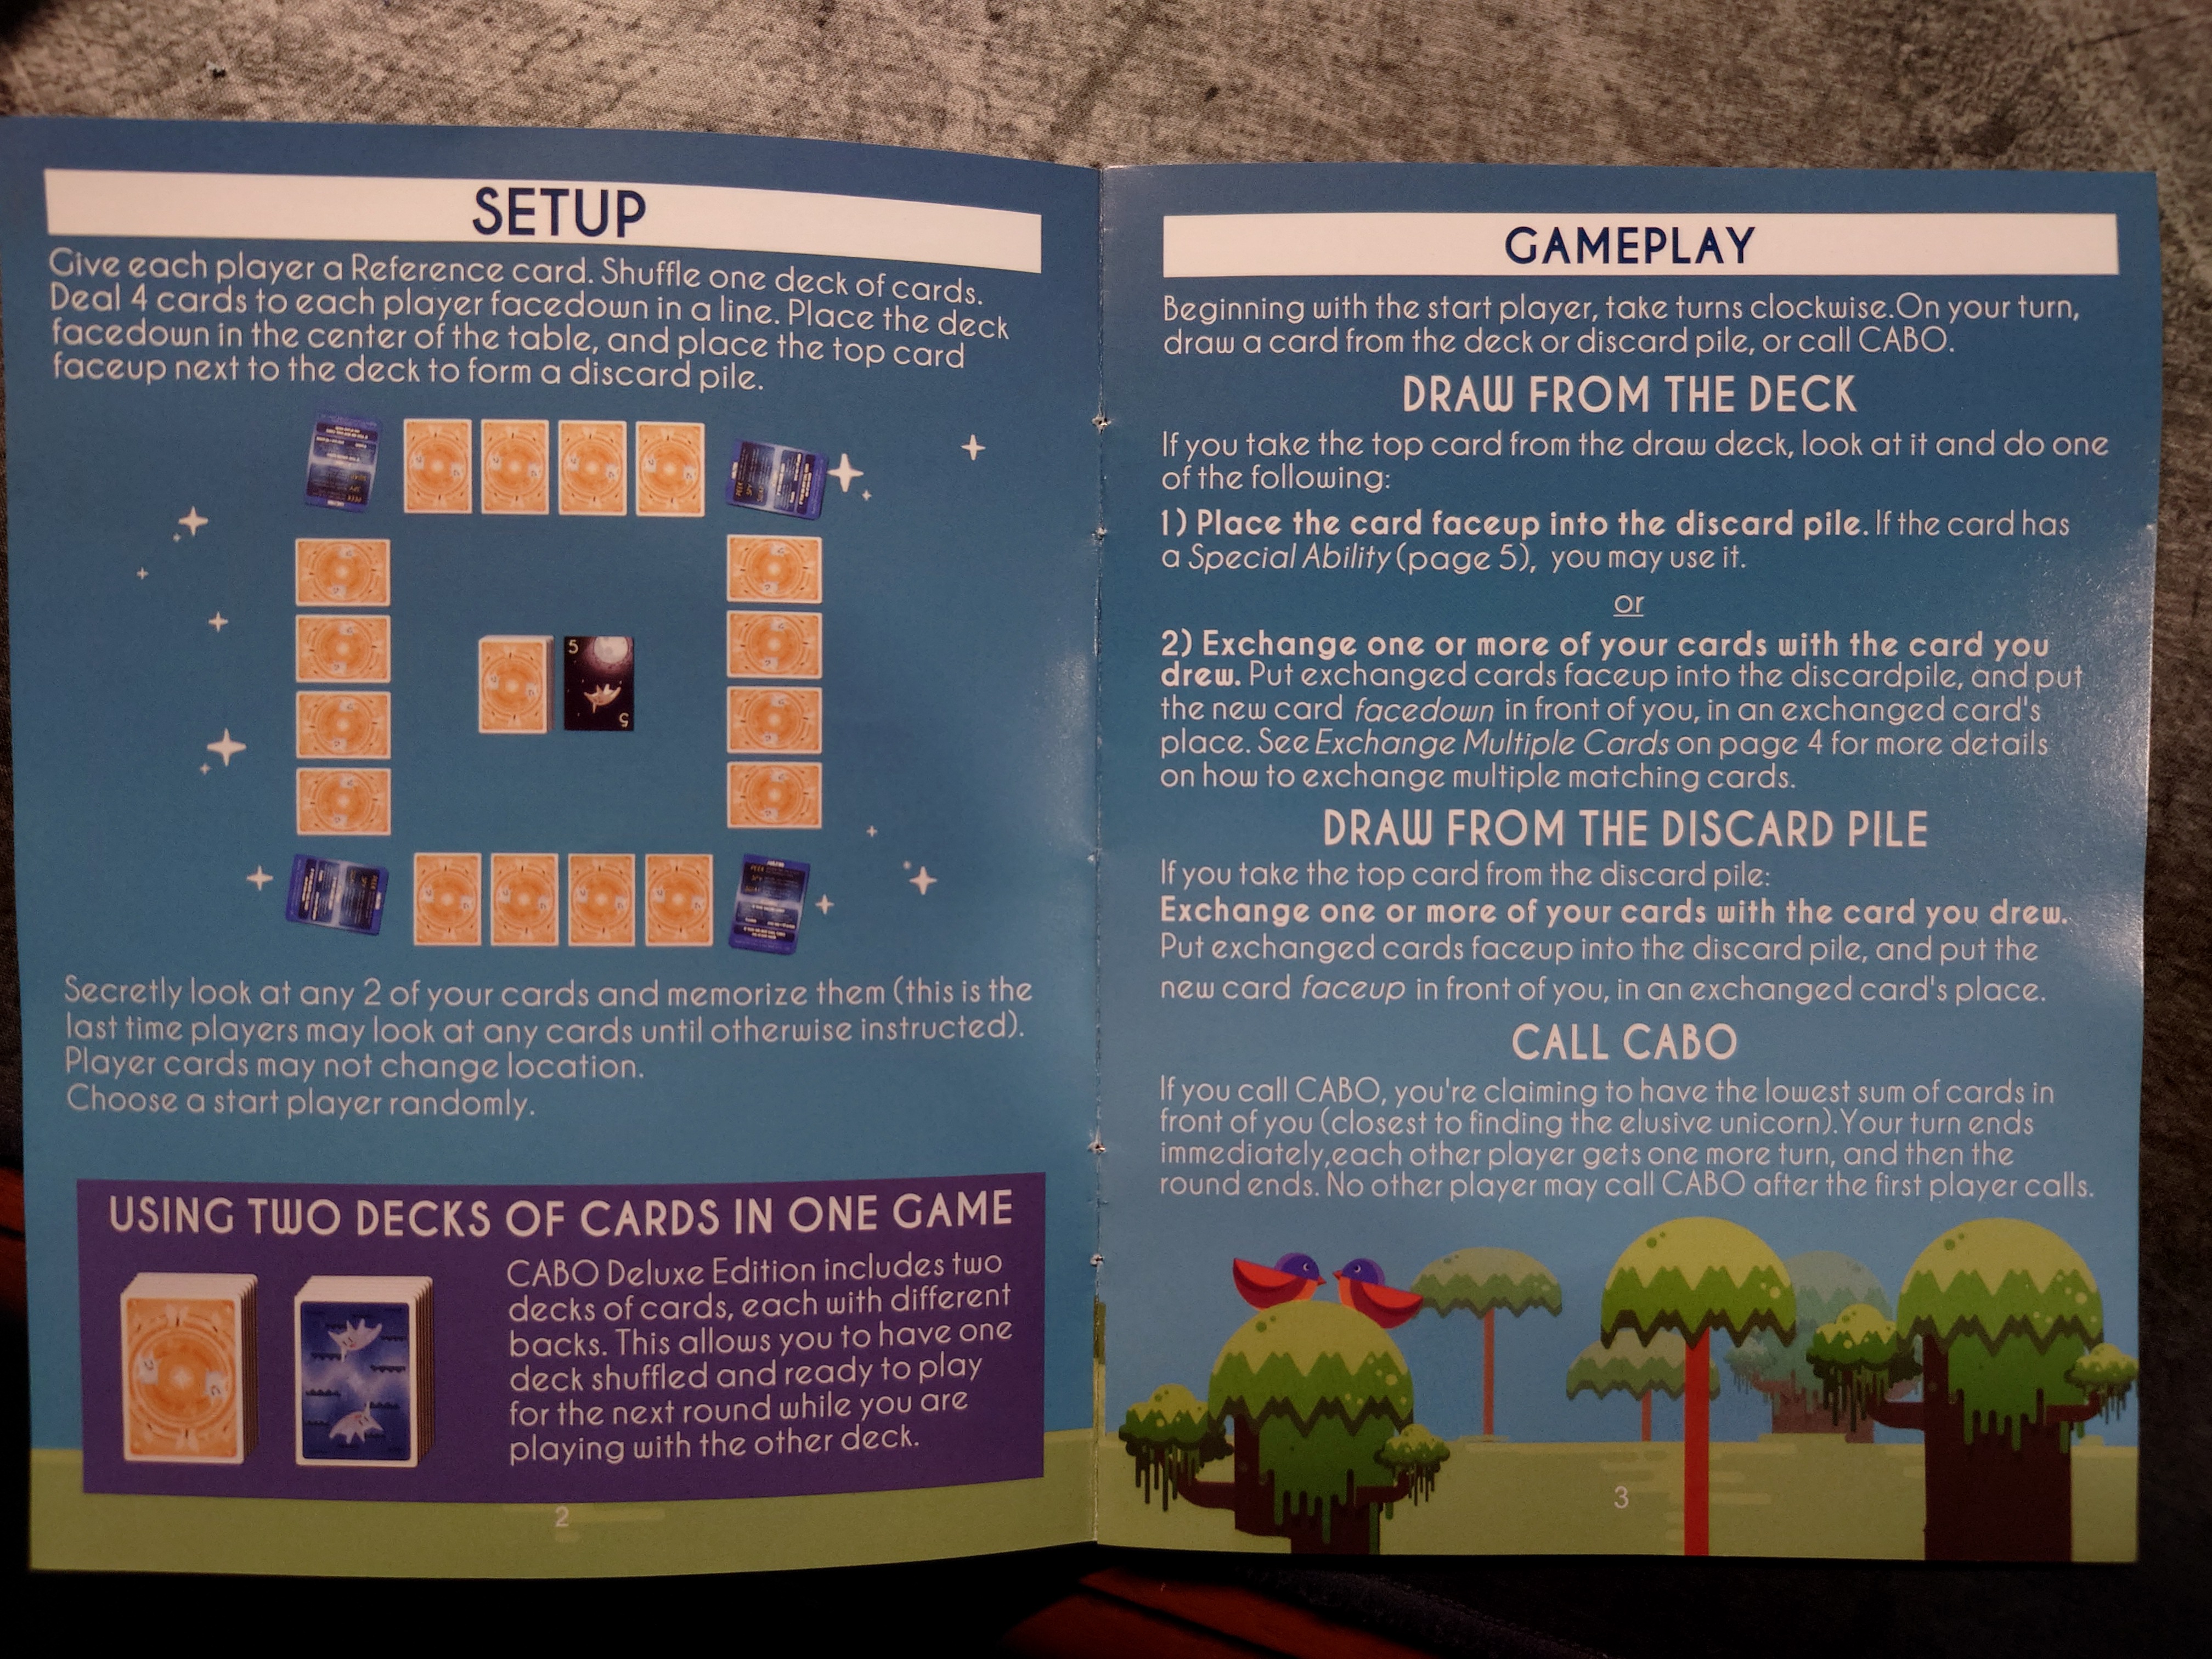 SETUP
Give each player a Reference card. Shuffle one deck of cards.
Deal 4 cards to each player facedown in a line. Place the deck
facedown in the center of the table, and place the top card
faceup next to the deck to form a discard pile.
5
5
Secretly look at any 2 of your cards and memorize them (this is the
last time players may look at any cards until otherwise instructed).
Player cards may not change location.
Choose a start player randomly.
USING TWO DECKS OF CARDS IN ONE GAME
CABO Deluxe Edition includes two
decks of cards, each with different
backs. This allows you to have one
deck shuffled and ready to play
for the next round while you are
playing with the other deck.
2
GAMEPLAY
Beginning with the start player, take turns clockwise.On your turn,
draw a card from the deck or discard pile, or call CABO.
DRAW FROM THE DECK
If you take the top card from the draw deck, look at it and do one
of the following:
1) Place the card faceup into the discard pile. If the card has
a Special Ability (page 5), you may use it.
or
2) Exchange one or more of your cards with the card you
drew. Put exchanged cards faceup into the discardpile, and put
the new card facedown in front of you, in an exchanged card's
place. See Exchange Multiple Cards on page 4 for more details
on how to exchange multiple matching cards.
DRAW FROM THE DISCARD PILE
If you take the top card from the discard pile:
Exchange one or more of your cards with the card you drew.
Put exchanged cards faceup into the discard pile, and put the
new card faceup in front of you, in an exchanged card's place.
CALL CABO
If you call CABO, you're claiming to have the lowest sum of cards in
front of you (closest to finding the elusive unicorn).Your turn ends
immediately,each other player gets one more turn, and then the
round ends. No other player may call CABO after the first player calls.
3